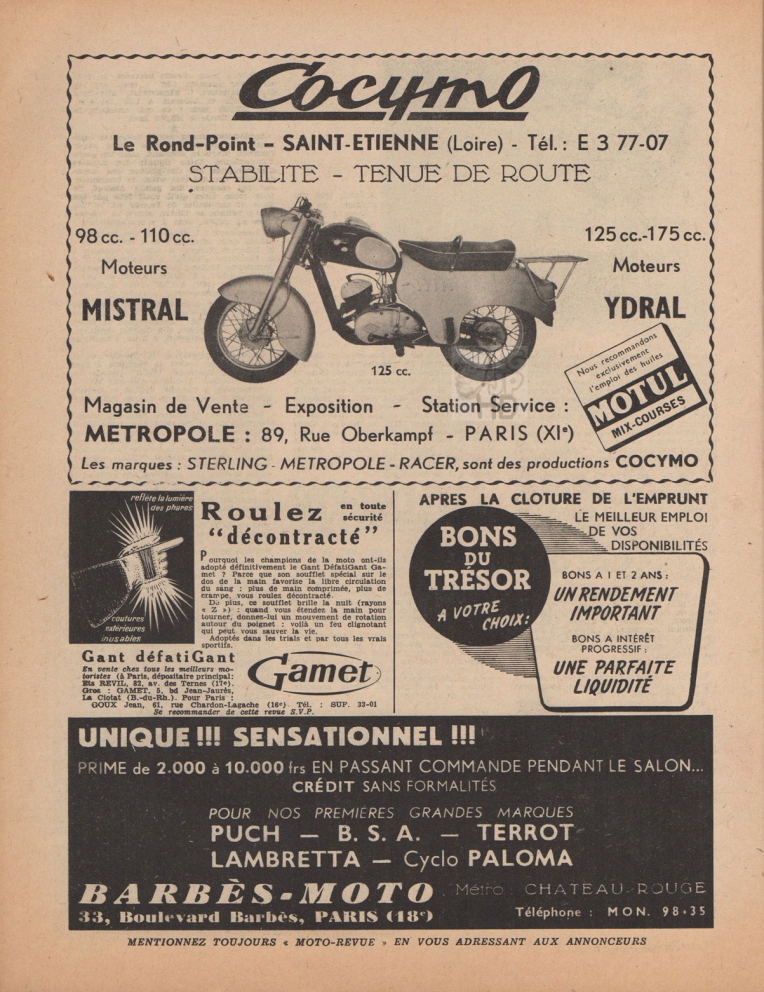 Cocymo
Le Rond-Point - SAINT-ETIENNE (Loire) - Tél. : E 3 77-07
STABILITE - TENUE DE ROUTE
98 cc. - 110 cc.
Moteurs
MISTRAL
125 cc.-175 cc.
Moteurs
YDRAL
125 cc.
Nous recommandons
exclusivement
l'emploi des huiles
MOTUL
MIX-COURSES
Magasin de Vente - Exposition - Station Service :
METROPOLE : 89, Rue Oberkampf - PARIS (XIe)
Les marques : STERLING - METROPOLE - RACER, sont des productions COCYMO
reflète la lumière
des phares
coutures
extérieures
inusables
Roulez en toute
sécurité
"décontracté"
Pourquoi les champions de la moto ont-ils
adopté définitivement le Gant DéfatiGant Ga-
met ? Parce que son soufflet spécial sur le
dos de la main favorise la libre circulation
du sang : plus de main comprimée, plus de
crampe, vous roulez décontracté.
De plus, ce soufflet brille la nuit (rayons
« Z ») : quand vous étendez la main pour
tourner, donnez-lui un mouvement de rotation
autour du poignet : voilà un feu clignotant
qui peut vous sauver la vie.
Adoptés dans les trials et par tous les vrais
sportifs.
Gant défatiGant
En vente chez tous les meilleurs mo-
toristes (à Paris, dépositaire principal:
Ets REVIL, 82, av. des Ternes (17e).
Gros : GAMET, 5, bd Jean-Jaurès,
La Ciotat (B.-du-Rh.). Pour Paris :
GOUX Jean, 61, rue Chardon-Lagache (16e) Tél. : SUF. 33-01
Se recommander de cette revue S.V.P.
Gamet
APRES LA CLOTURE DE L'EMPRUNT
LE MEILLEUR EMPLOI
DE VOS
DISPONIBILITÉS
BONS
DU
TRÉSOR
A VOTRE
CHOIX:
BONS A 1 ET 2 ANS :
UN RENDEMENT
IMPORTANT
BONS A INTÉRÊT
PROGRESSIF :
UNE PARFAITE
LIQUIDITÉ
UNIQUE !!! SENSATIONNEL !!!
PRIME de 2.000 à 10.000 frs EN PASSANT COMMANDE PENDANT LE SALON...
CRÉDIT SANS FORMALITÉS
POUR NOS PREMIÈRES GRANDES MARQUES
PUCH — B. S. A. — TERROT
LAMBRETTA — Cyclo PALOMA
BARBÈS-MOTO Métro : CHATEAU-ROUGE
33, Boulevard Barbès, PARIS (18e) Téléphone : MON. 98-35
MENTIONNEZ TOUJOURS « MOTO-REVUE » EN VOUS ADRESSANT AUX ANNONCEURS